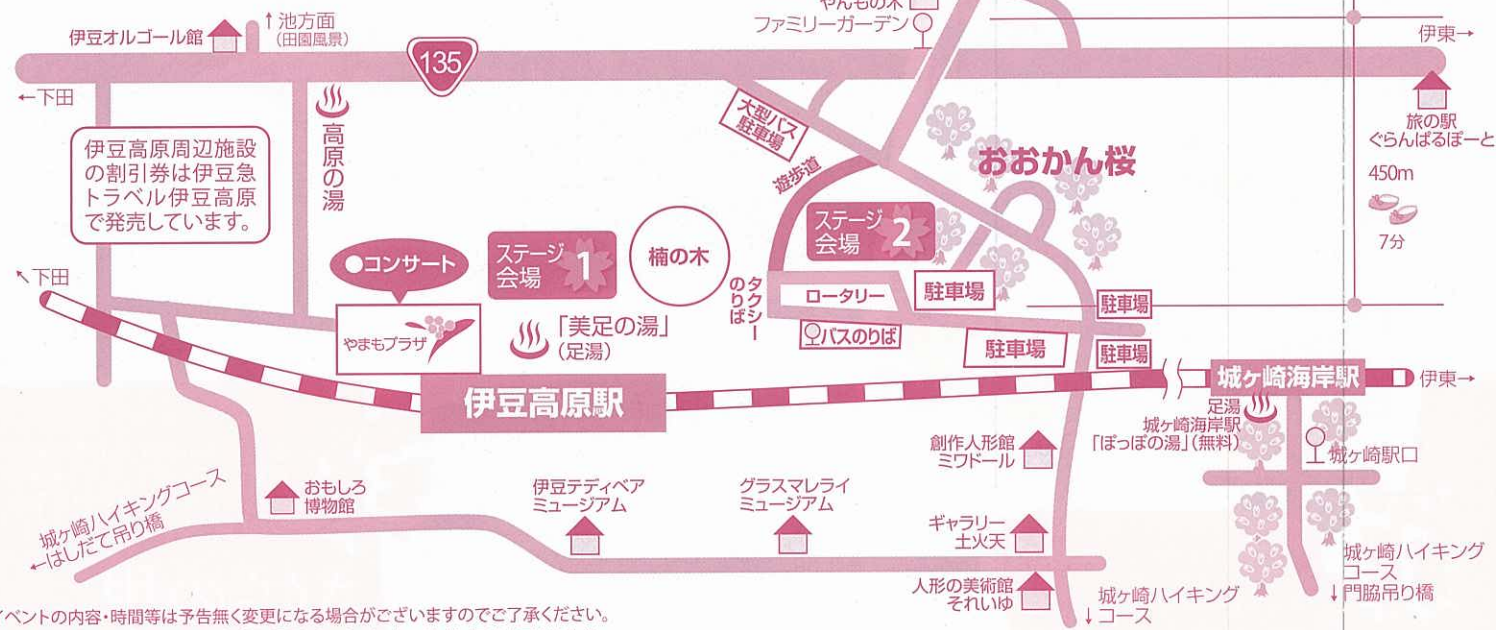 やんもの木
ファミリーガーデン
伊豆オルゴール館
↑池方面
（田園風景）
伊東→
135
←下田
旅の駅
ぐらんぱるぽーと
450m
7分
大型バス
駐車場
高原の湯
伊豆高原周辺施設
の割引券は伊豆急
トラベル伊豆高原
で発売しています。
おおかん桜
遊歩道
ステージ
会場 1
ステージ
会場 2
楠の木
●コンサート
↖下田
タクシー
のりば
ロータリー
駐車場
駐車場
やまもプラザ
「美足の湯」
（足湯）
バスのりば
駐車場
駐車場
伊豆高原駅
城ヶ崎海岸駅
伊東→
足湯
城ヶ崎海岸駅
「ぽっぽの湯」（無料）
城ヶ崎駅口
創作人形館
ミワドール
おもしろ
博物館
伊豆テディベア
ミュージアム
グラスマレライ
ミュージアム
城ヶ崎ハイキングコース
←はしだて吊り橋
ギャラリー
土火天
城ヶ崎ハイキング
コース
↓門脇吊り橋
人形の美術館
それいゆ
城ヶ崎ハイキング
↓コース
イベントの内容・時間等は予告無く変更になる場合がございますのでご了承ください。